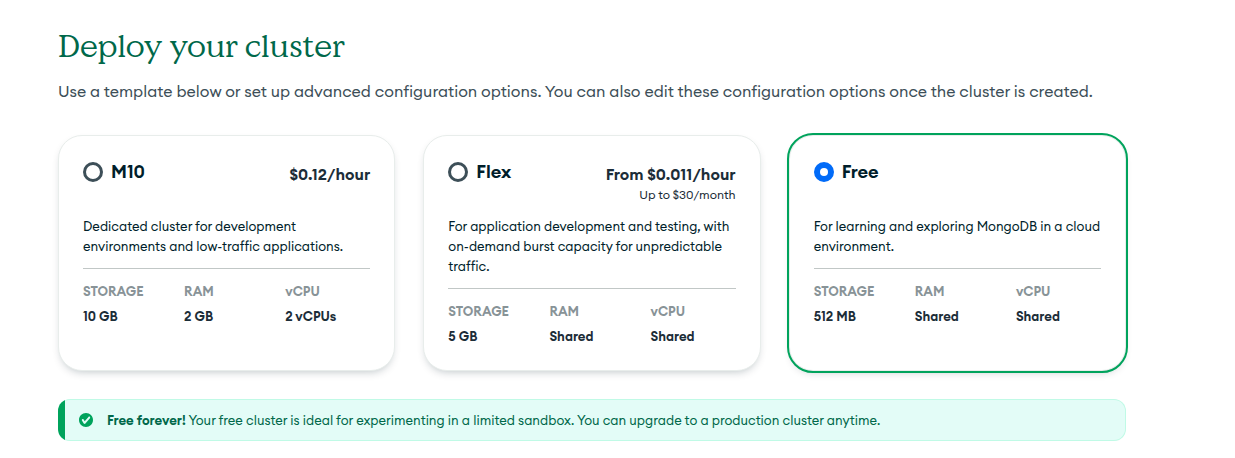 Deploy your cluster
Use a template below or set up advanced configuration options. You can also edit these configuration options once the cluster is created.
M10
$0.12/hour
Dedicated cluster for development
environments and low-traffic applications.
STORAGE RAM vCPU
10 GB 2 GB 2 vCPUs
Flex
From $0.011/hour
Up to $30/month
For application development and testing, with
on-demand burst capacity for unpredictable
traffic.
STORAGE RAM vCPU
5 GB Shared Shared
Free
For learning and exploring MongoDB in a cloud
environment.
STORAGE RAM vCPU
512 MB Shared Shared
Free forever! Your free cluster is ideal for experimenting in a limited sandbox. You can upgrade to a production cluster anytime.